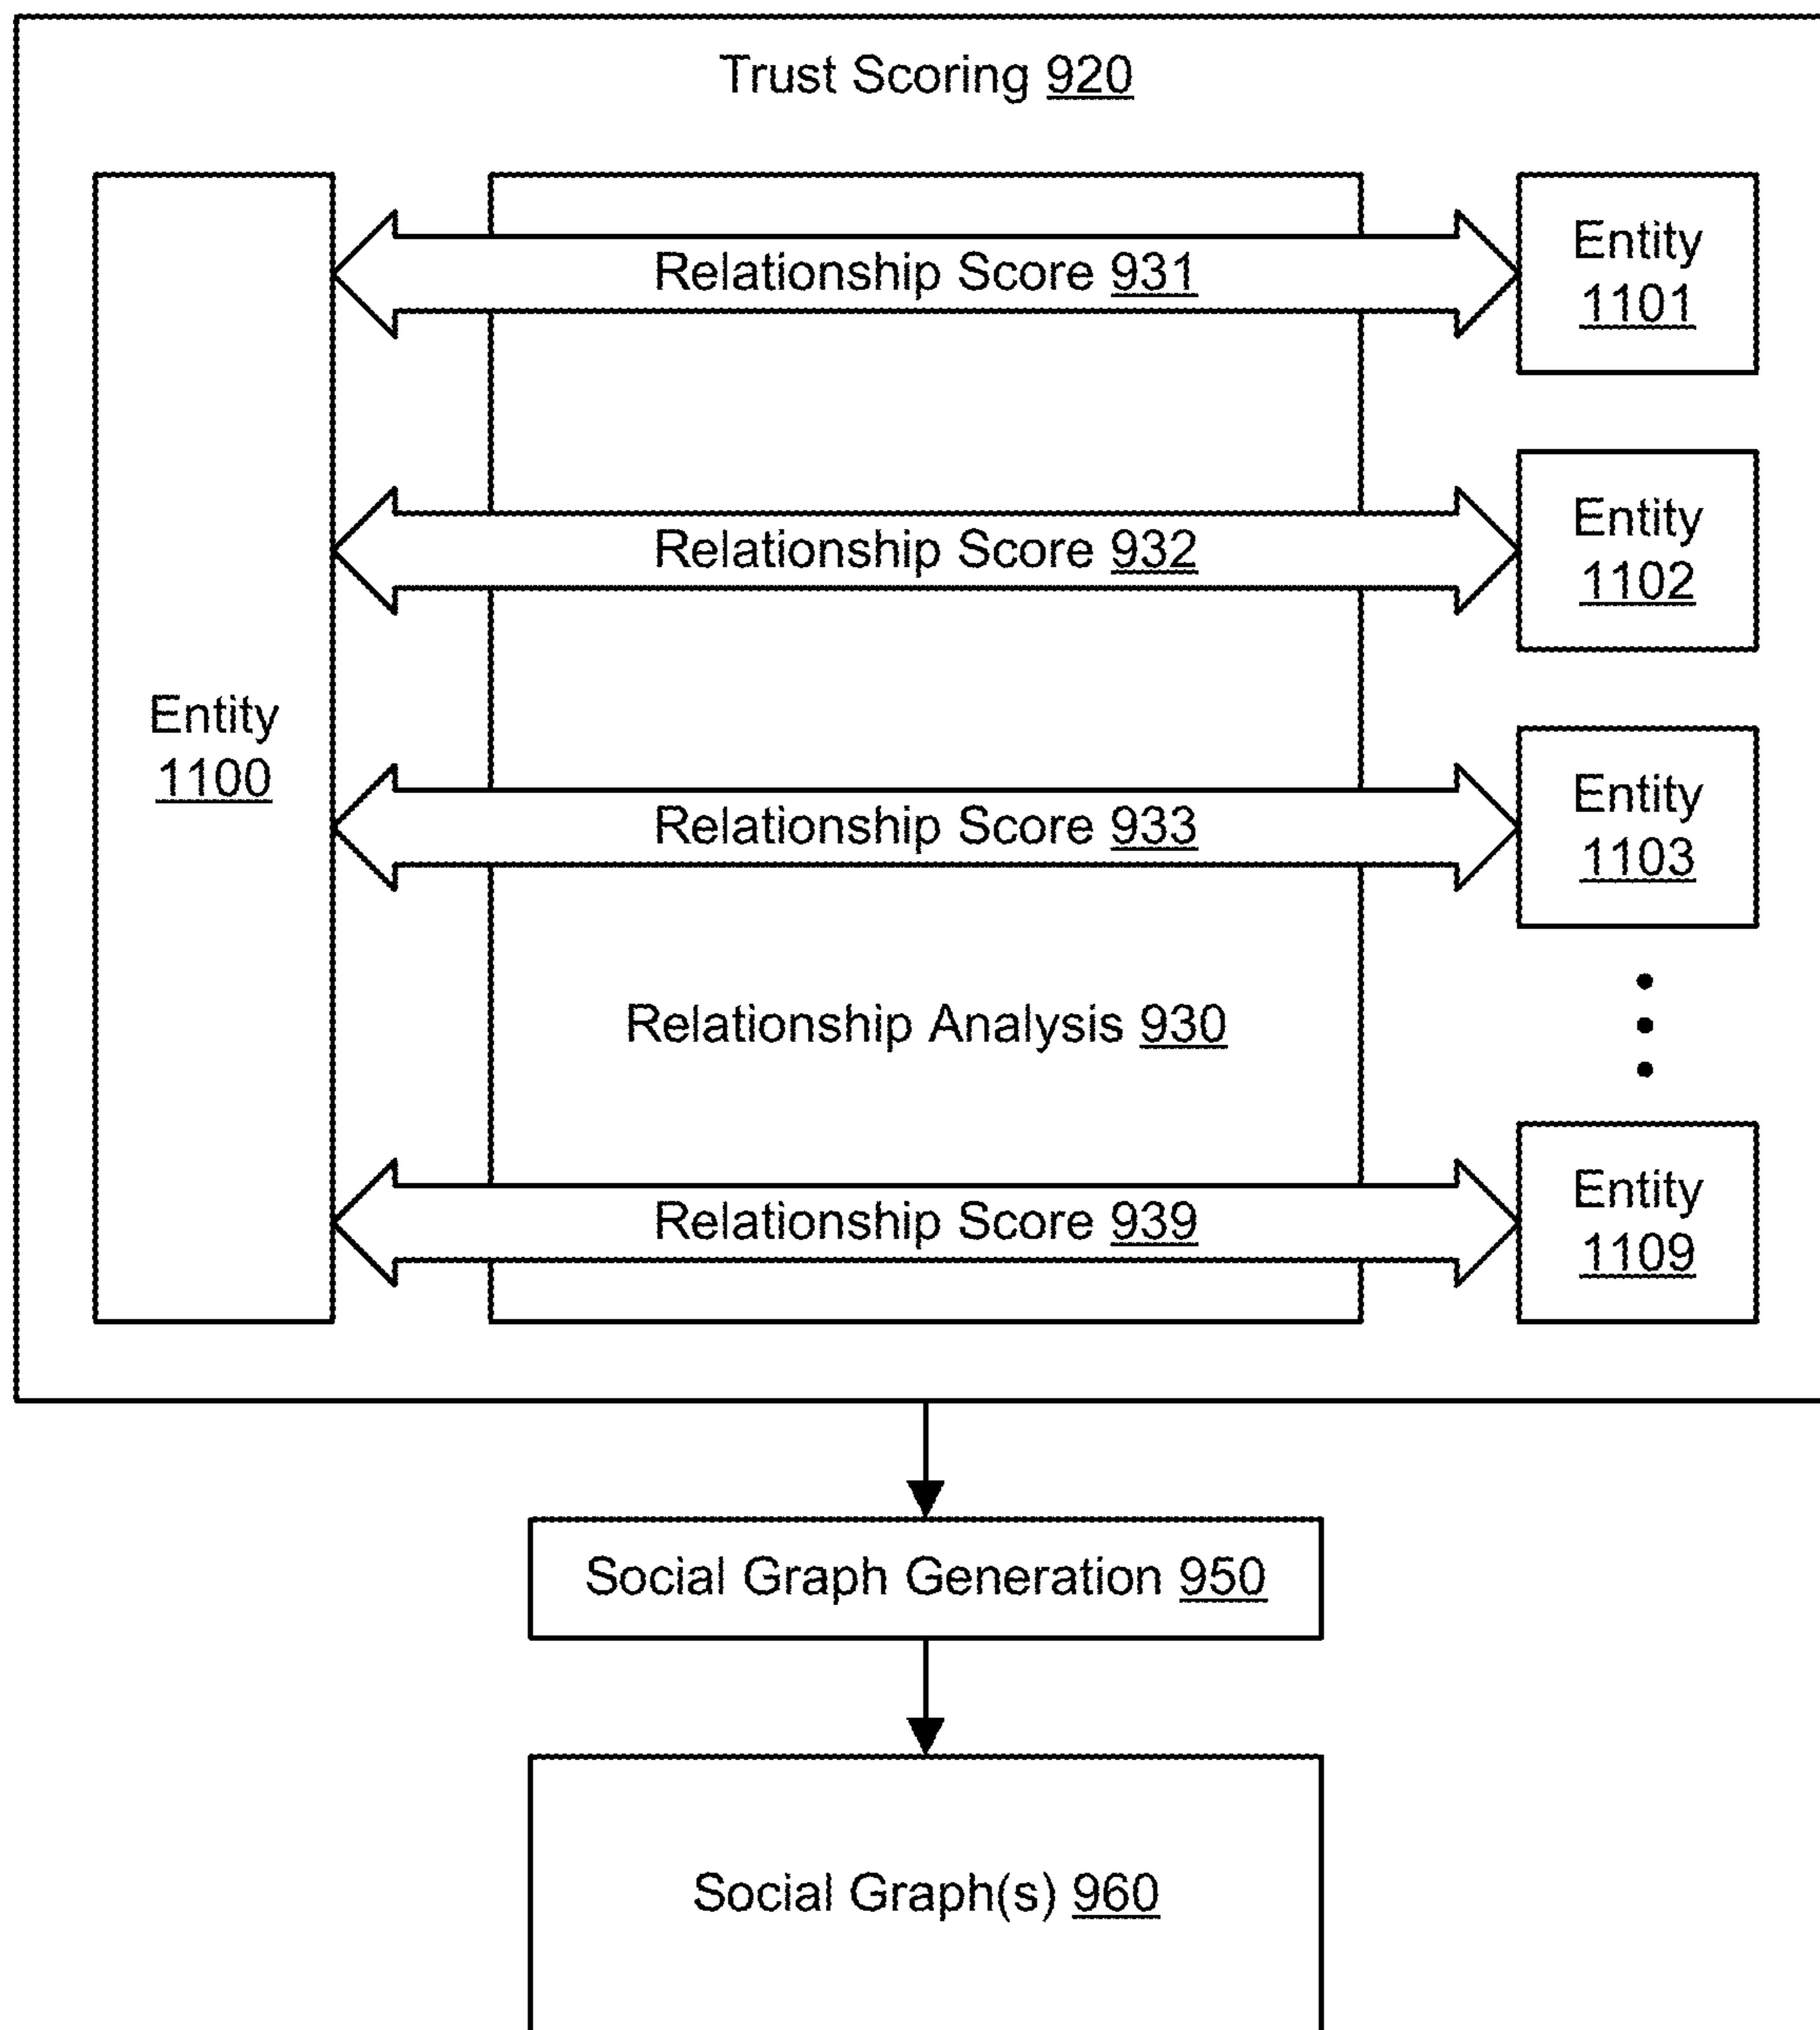 Trust Scoring 920
Relationship Score 931
Entity
1101
Relationship Score 932
Entity
1102
Entity
1100
Relationship Score 933
Entity
1103
Relationship Analysis 930
Relationship Score 939
Entity
1109
Social Graph Generation 950
Social Graph(s) 960